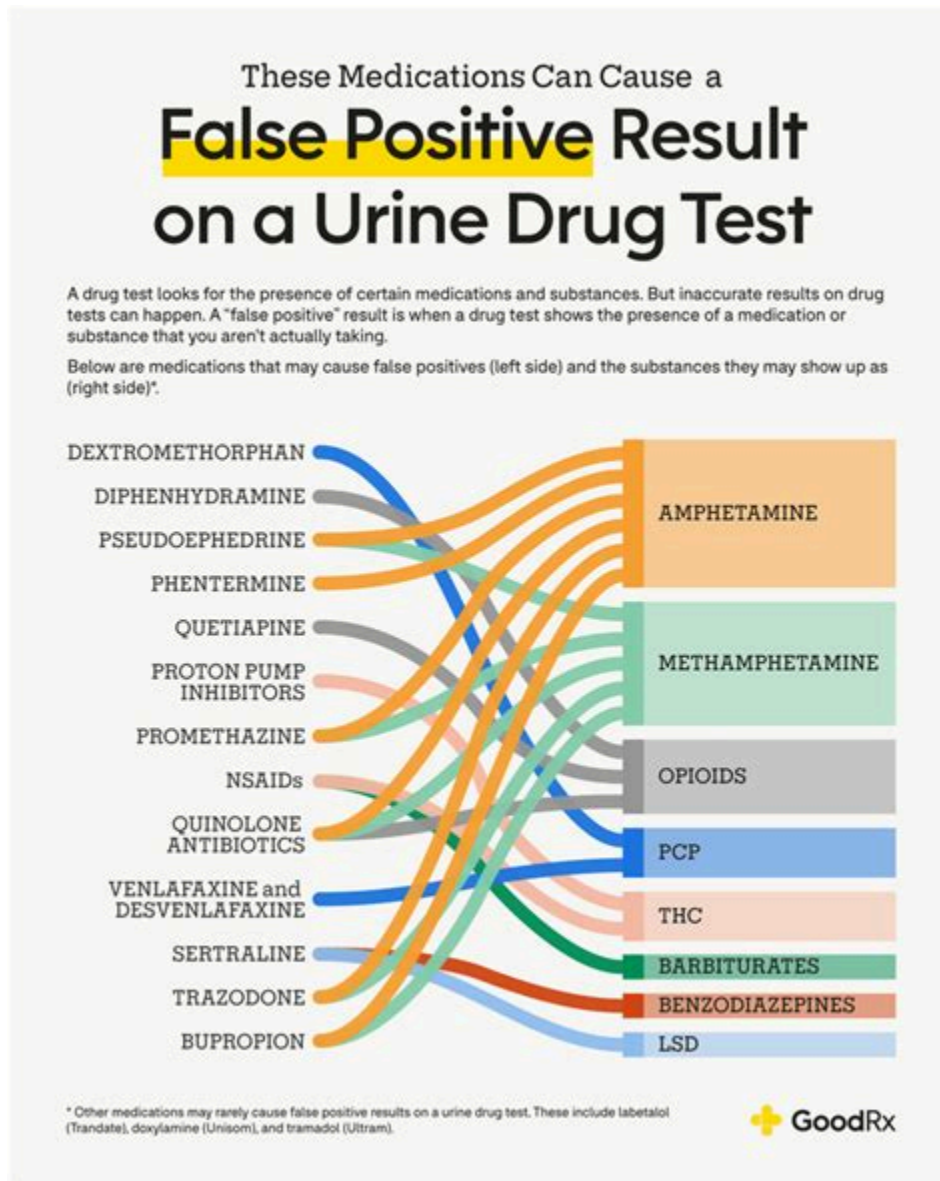 These Medications Can Cause a
False Positive Result
on a Urine Drug Test
A drug test looks for the presence of certain medications and substances. But inaccurate results on drug
tests can happen. A "false positive" result is when a drug test shows the presence of a medication or
substance that you aren't actually taking.
Below are medications that may cause false positives (left side) and the substances they may show up as
(right side)*.
DEXTROMETHORPHAN
DIPHENHYDRAMINE
PSEUDOEPHEDRINE
PHENTERMINE
QUETIAPINE
PROTON PUMP
INHIBITORS
PROMETHAZINE
NSAIDs
QUINOLONE
ANTIBIOTICS
VENLAFAXINE and
DESVENLAFAXINE
SERTRALINE
TRAZODONE
BUPROPION
AMPHETAMINE
METHAMPHETAMINE
OPIOIDS
PCP
THC
BARBITURATES
BENZODIAZEPINES
LSD
* Other medications may rarely cause false positive results on a urine drug test. These include labetalol
(Trandate), doxylamine (Unisom), and tramadol (Ultram).
GoodRx